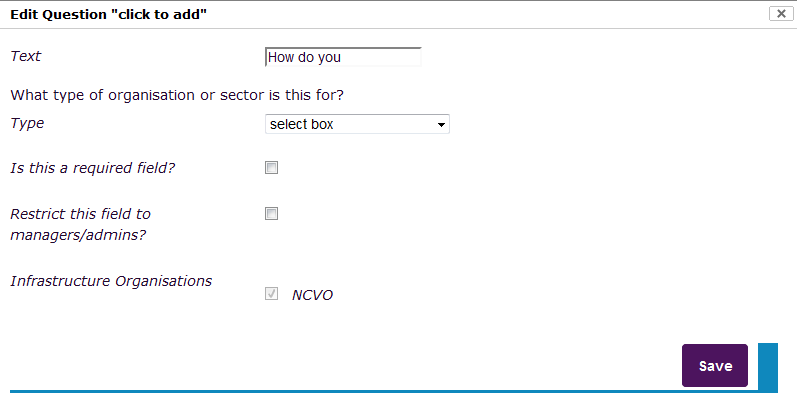 Edit Question "click to add"
Text How do you
What type of organisation or sector is this for?
Type select box
Is this a required field?
Restrict this field to
managers/admins?
Infrastructure Organisations
NCVO
Save